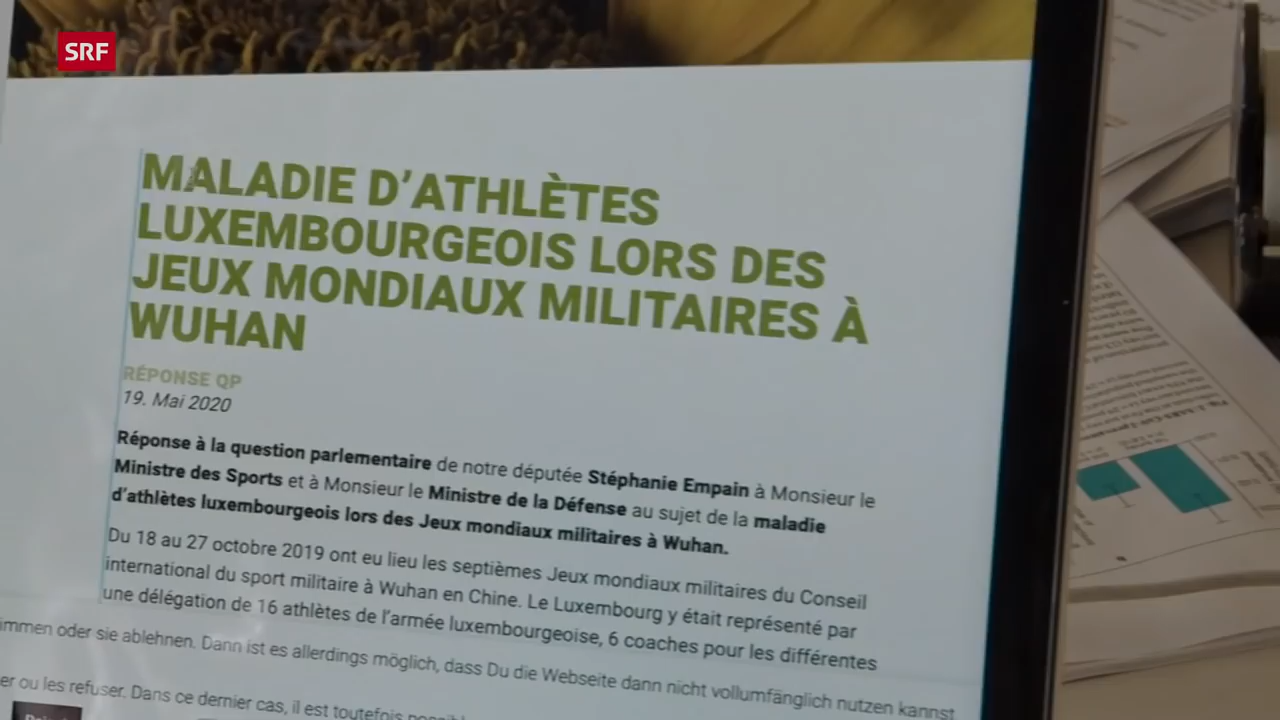 SRF
MALADIE D'ATHLÈTES
LUXEMBOURGEOIS LORS DES
JEUX MONDIAUX MILITAIRES À
WUHAN
RÉPONSE QP
19. Mai 2020
Réponse à la question parlementaire de notre députée Stéphanie Empain à Monsieur le
Ministre des Sports et à Monsieur le Ministre de la Défense au sujet de la maladie
d'athlètes luxembourgeois lors des Jeux mondiaux militaires à Wuhan.
Du 18 au 27 octobre 2019 ont eu lieu les septièmes Jeux mondiaux militaires du Conseil
international du sport militaire à Wuhan en Chine. Le Luxembourg y était représenté par
une délégation de 16 athlètes de l'armée luxembourgeoise, 6 coaches pour les différentes
immen oder sie ablehnen. Dann ist es allerdings möglich, dass Du die Webseite dann nicht vollumfänglich nutzen kannst
er ou les refuser. Dans ce dernier cas, il est toutefois